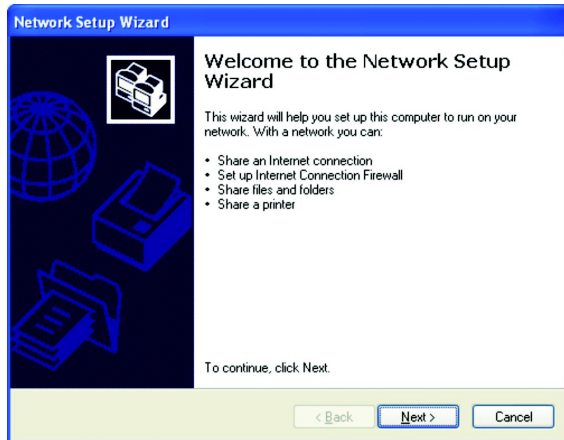 Network Setup Wizard
Welcome to the Network Setup
Wizard
This wizard will help you set up this computer to run on your
network. With a network you can:
• Share an Internet connection
• Set up Internet Connection Firewall
• Share files and folders
• Share a printer
To continue, click Next.
< Back Next > Cancel